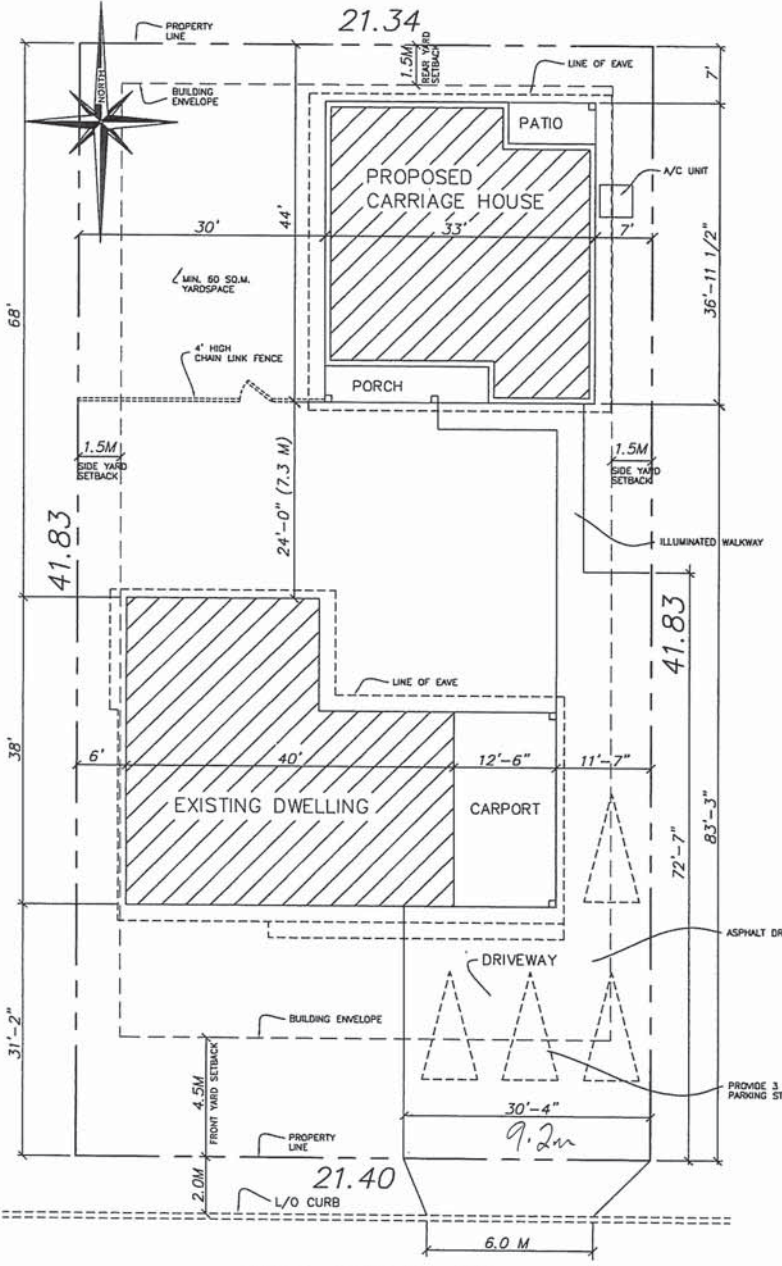 21.34
PROPERTY
LINE
1.5M
REAR YARD
SETBACK
LINE OF EAVE
7'
NORTH
BUILDING
ENVELOPE
PATIO
A/C UNIT
PROPOSED
CARRIAGE HOUSE
30'
44'
33'
7'
MIN. 60 SQ.M.
YARDSPACE
36'-11 1/2"
68'
4' HIGH
CHAIN LINK FENCE
PORCH
1.5M
SIDE YARD
SETBACK
1.5M
SIDE YARD
SETBACK
24'-0" (7.3 M)
41.83
ILLUMINATED WALKWAY
41.83
LINE OF EAVE
38'
6'
40'
12'-6"
11'-7"
EXISTING DWELLING
CARPORT
72'-7"
83'-3"
ASPHALT DR
DRIVEWAY
31'-2"
BUILDING ENVELOPE
4.5M
FRONT YARD SETBACK
PROVIDE 3
PARKING ST
30'-4"
9.2m
PROPERTY
LINE
21.40
2.0M
L/O CURB
6.0 M